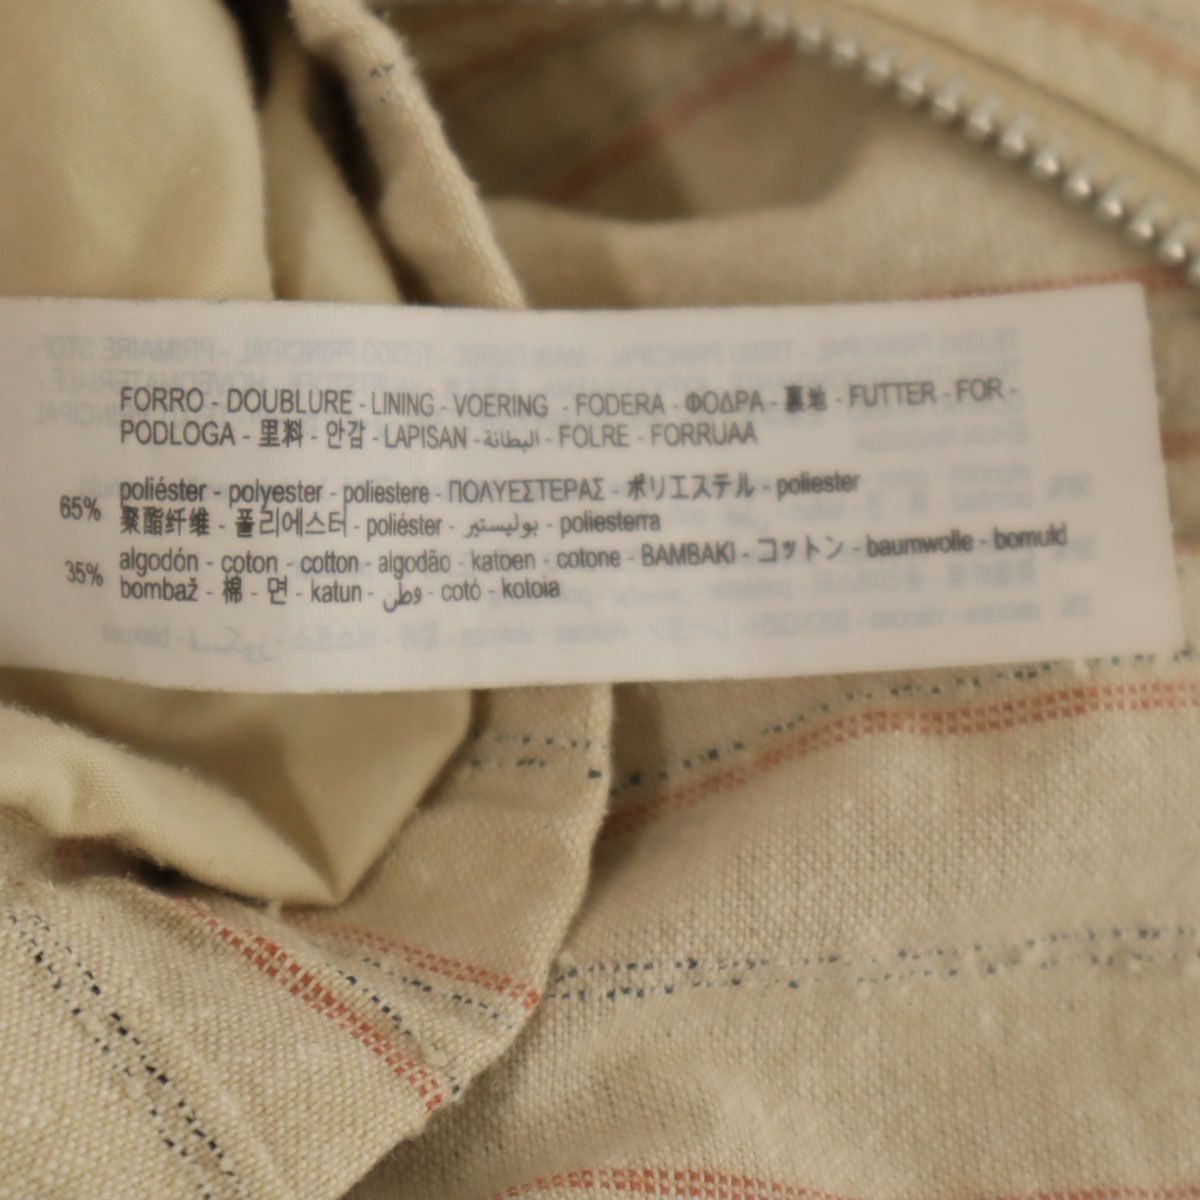 FORRO - DOUBLURE - LINING - VOERING - FODERA - ΦΟΔΡΑ - 裏地 - FUTTER - FOR -
PODLOGA - 里料 - 안감 - LAPISAN - البطانة - FOLRE - FORRUAA
65% poliéster - polyester - poliestere - ΠΟΛΥΕΣΤΕΡΑΣ - ポリエステル - poliester
聚酯纤维 - 폴리에스터 - poliéster - بوليستير - poliesterra
35% algodón - coton - cotton - algodão - katoen - cotone - BAMBAKI - コットン - baumwolle - bomuld
bombaž - 棉 - 면 - katun - وطن - cotó - kotoia